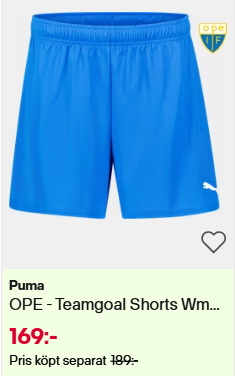 ope
IF
Puma
OPE - Teamgoal Shorts Wm...
169:-
Pris köpt separat 189:-